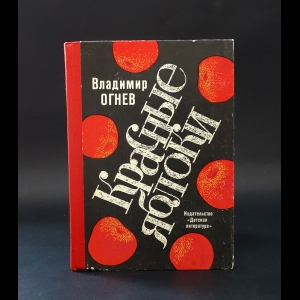 Владимир
ОГНЕВ
Красные
яблоки
Издательство
«Детская
литература»